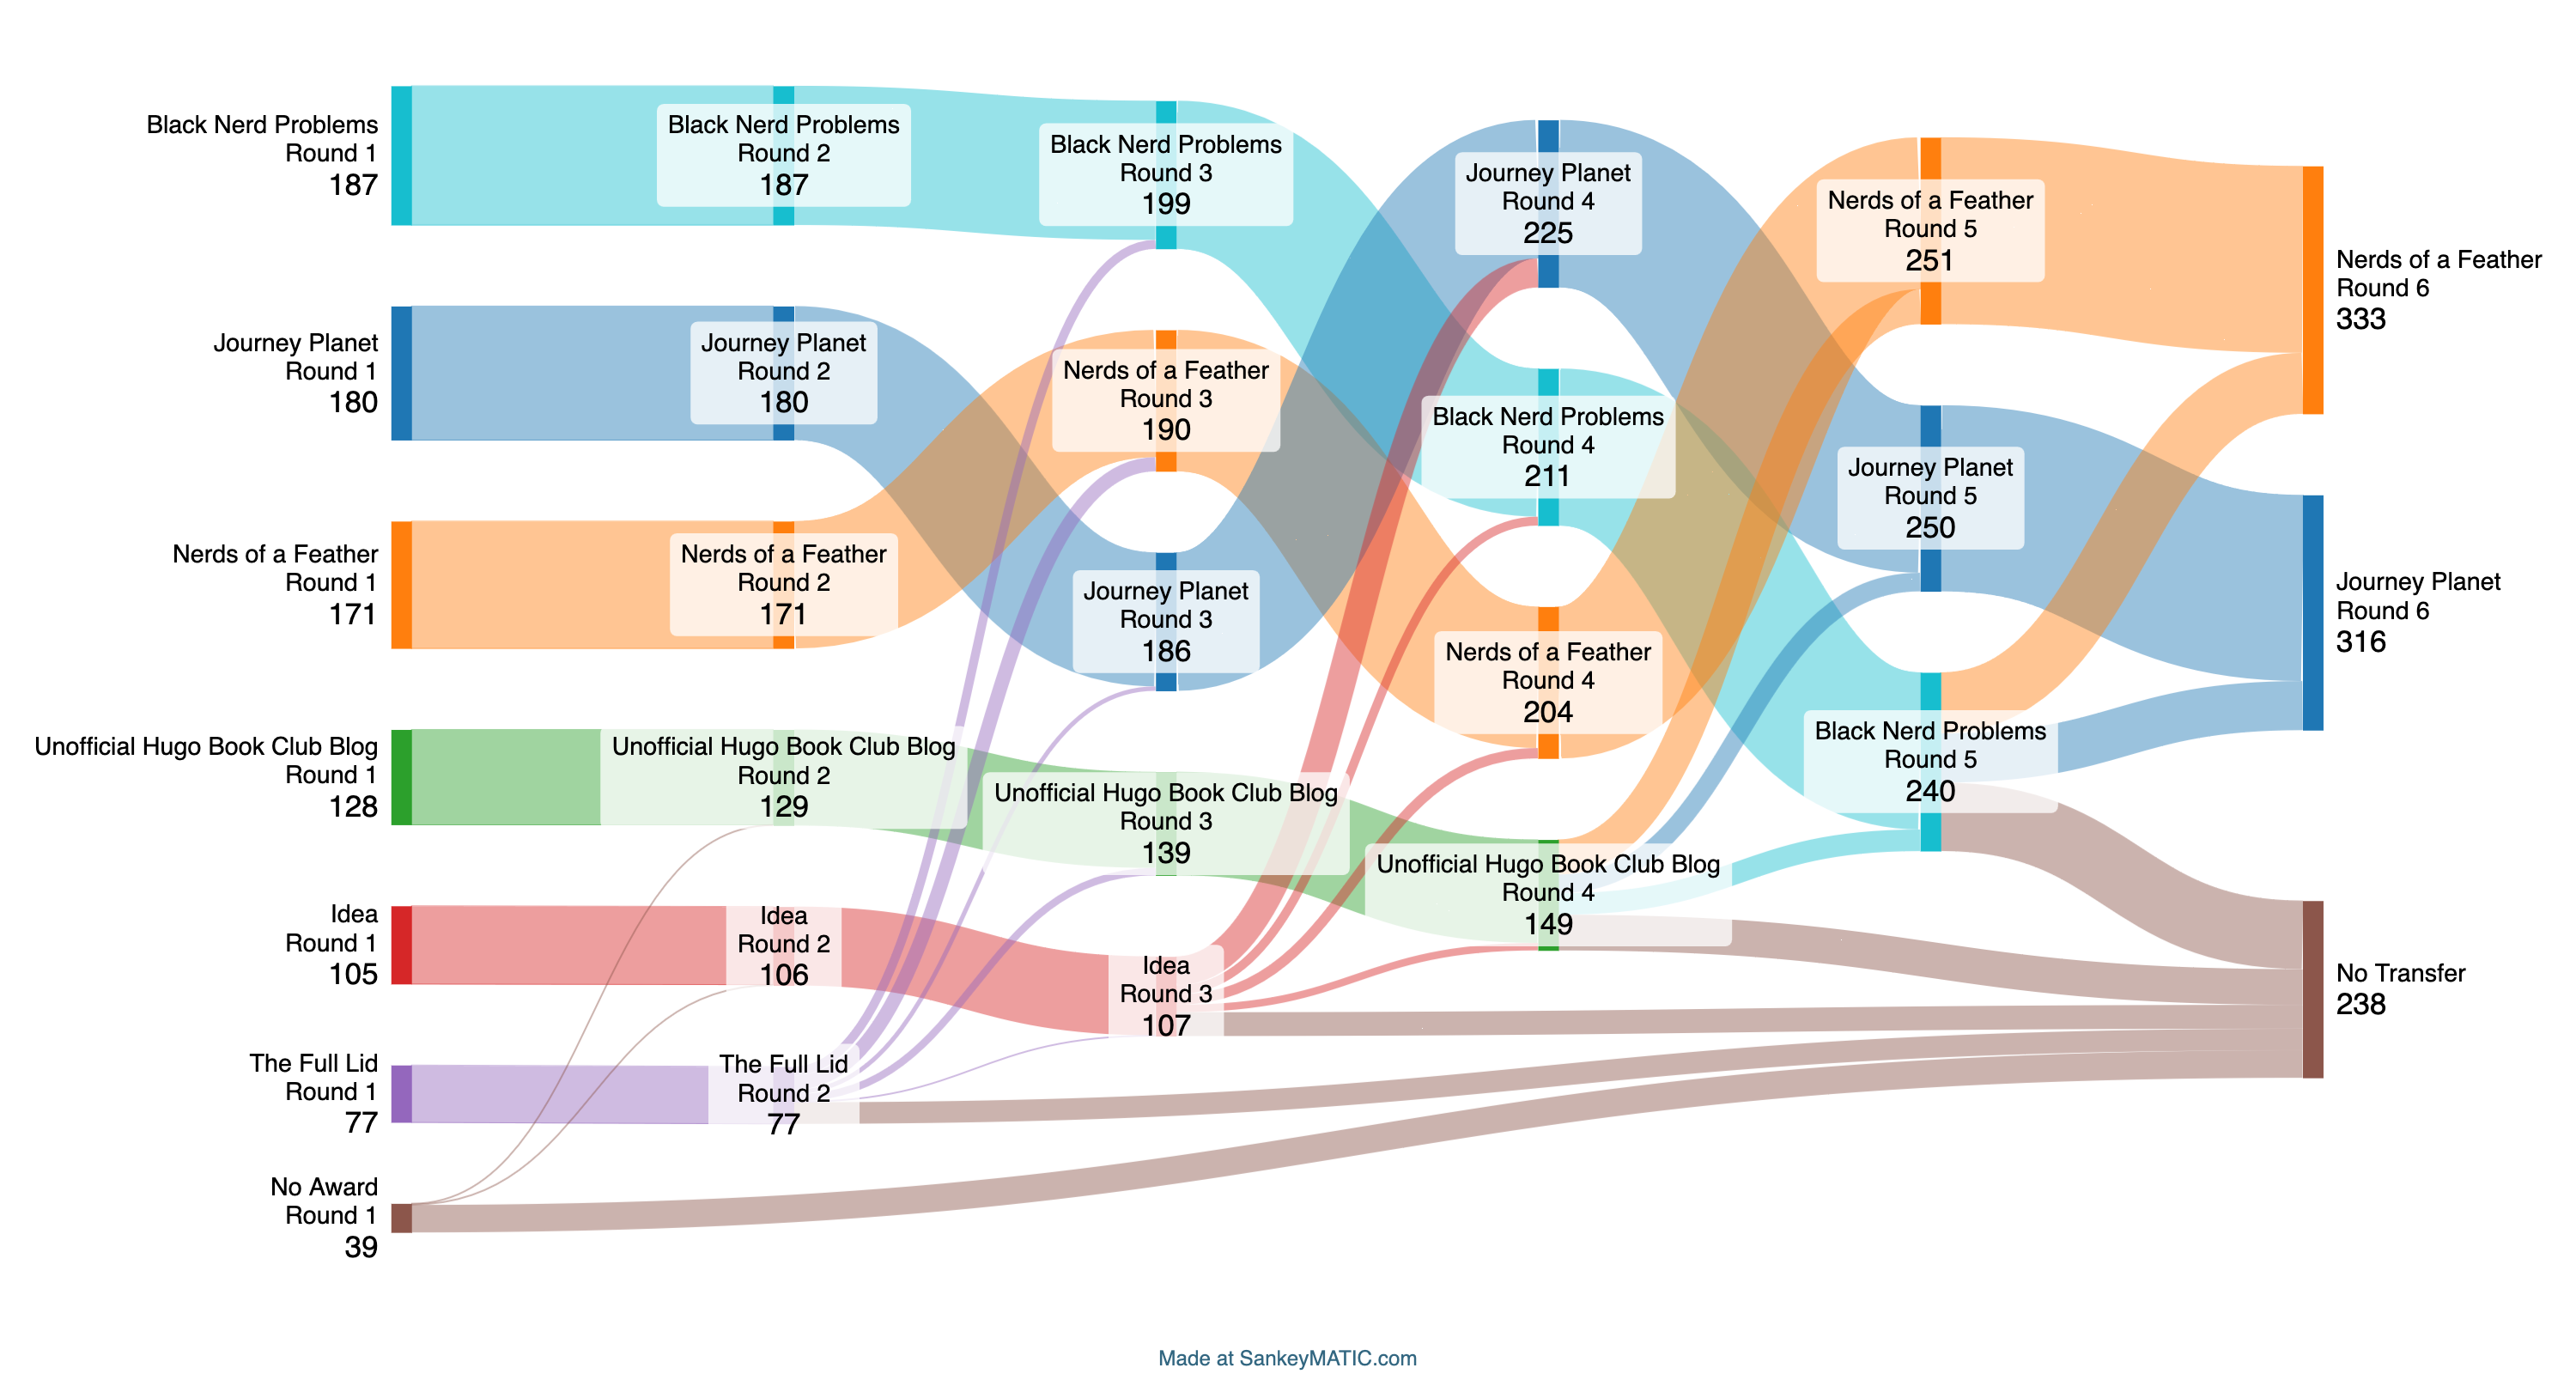 Black Nerd Problems
Round 1
187
Journey Planet
Round 1
180
Nerds of a Feather
Round 1
171
Unofficial Hugo Book Club Blog
Round 1
128
Idea
Round 1
105
The Full Lid
Round 1
77
No Award
Round 1
39
Black Nerd Problems
Round 2
187
Journey Planet
Round 2
180
Nerds of a Feather
Round 2
171
Unofficial Hugo Book Club Blog
Round 2
129
Idea
Round 2
106
The Full Lid
Round 2
77
Black Nerd Problems
Round 3
199
Nerds of a Feather
Round 3
190
Journey Planet
Round 3
186
Unofficial Hugo Book Club Blog
Round 3
139
Idea
Round 3
107
Journey Planet
Round 4
225
Black Nerd Problems
Round 4
211
Nerds of a Feather
Round 4
204
Unofficial Hugo Book Club Blog
Round 4
149
Nerds of a Feather
Round 5
251
Journey Planet
Round 5
250
Black Nerd Problems
Round 5
240
Nerds of a Feather
Round 6
333
Journey Planet
Round 6
316
No Transfer
238
Made at SankeyMATIC.com